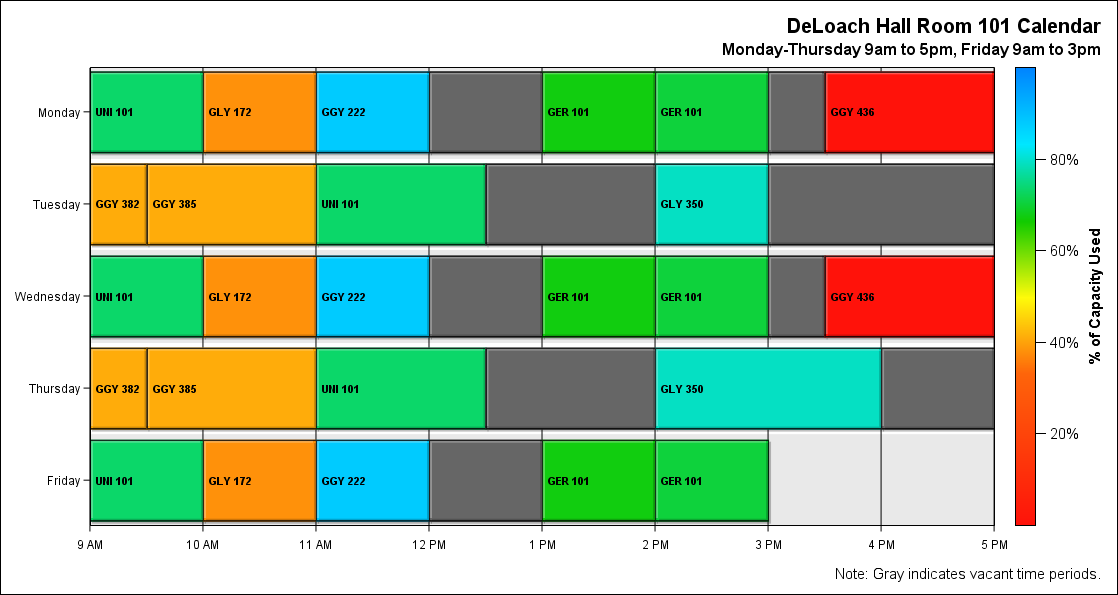 DeLoach Hall Room 101 Calendar
Monday-Thursday 9am to 5pm, Friday 9am to 3pm
Monday
UNI 101
GLY 172
GGY 222
GER 101
GER 101
GGY 436
Tuesday
GGY 382
GGY 385
UNI 101
GLY 350
Wednesday
UNI 101
GLY 172
GGY 222
GER 101
GER 101
GGY 436
Thursday
GGY 382
GGY 385
UNI 101
GLY 350
Friday
UNI 101
GLY 172
GGY 222
GER 101
GER 101
9 AM
10 AM
11 AM
12 PM
1 PM
2 PM
3 PM
4 PM
5 PM
80%
60%
40%
20%
% of Capacity Used
Note: Gray indicates vacant time periods.